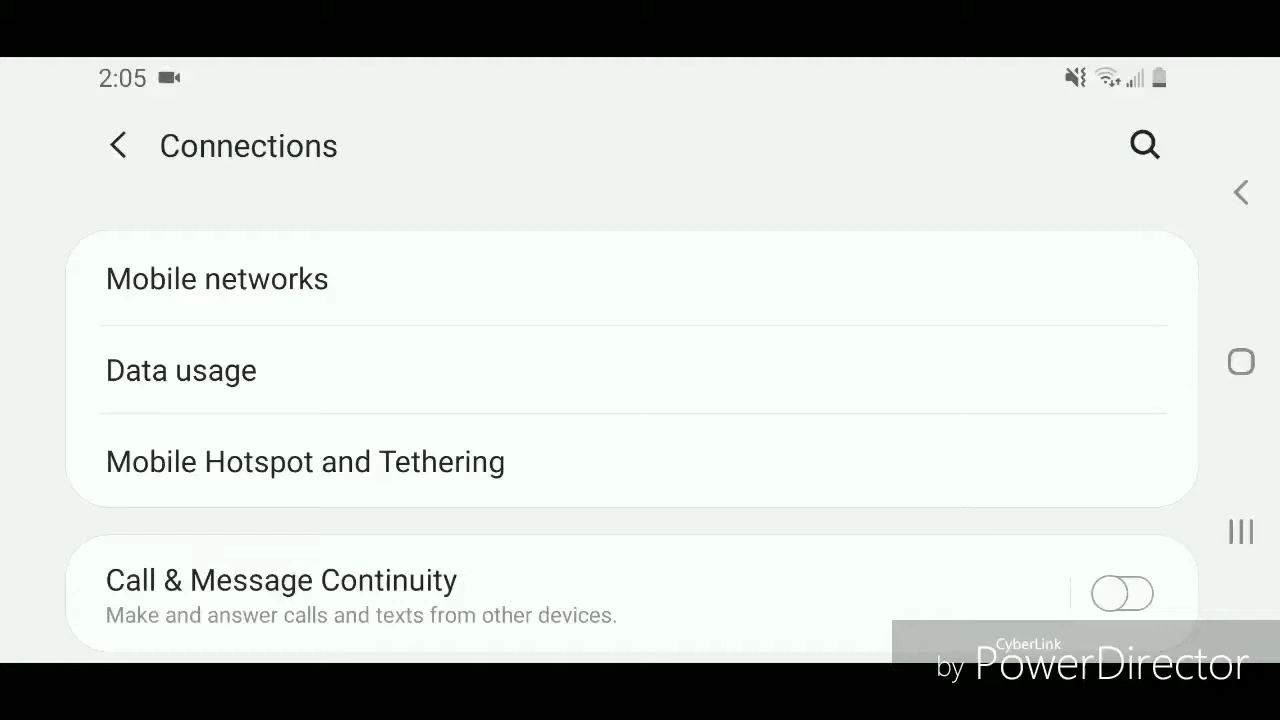 2:05
Connections
Mobile networks
Data usage
Mobile Hotspot and Tethering
Call & Message Continuity
Make and answer calls and texts from other devices.
CyberLink
by PowerDirector